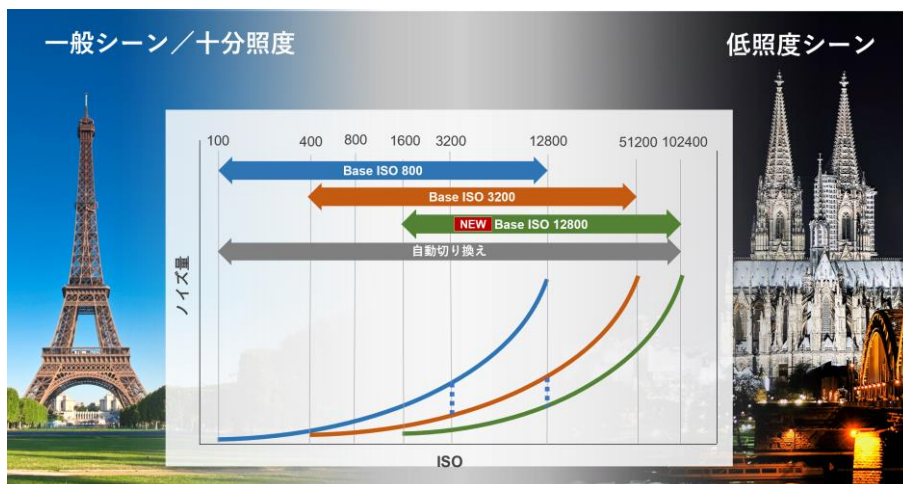 一般シーン／十分照度
低照度シーン
100 400 800 1600 3200 12800 51200 102400
Base ISO 800
Base ISO 3200
NEW Base ISO 12800
自動切り換え
ノイズ量
ISO